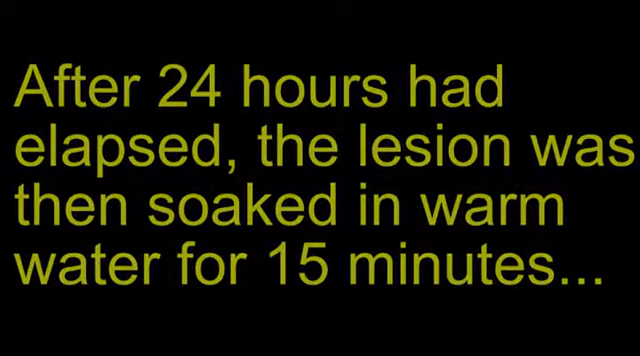 After 24 hours had
elapsed, the lesion was
then soaked in warm
water for 15 minutes...